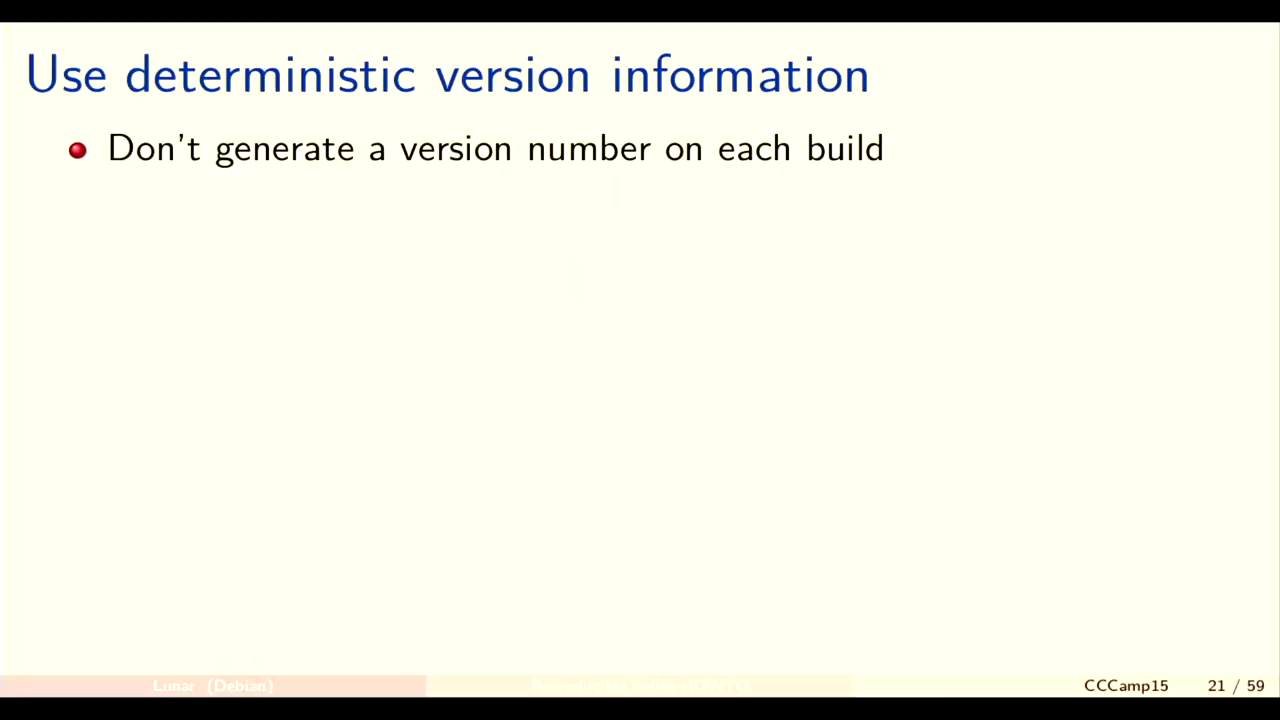 Use deterministic version information
Don't generate a version number on each build
Lunar (Debian) CCCamp15 21 / 59